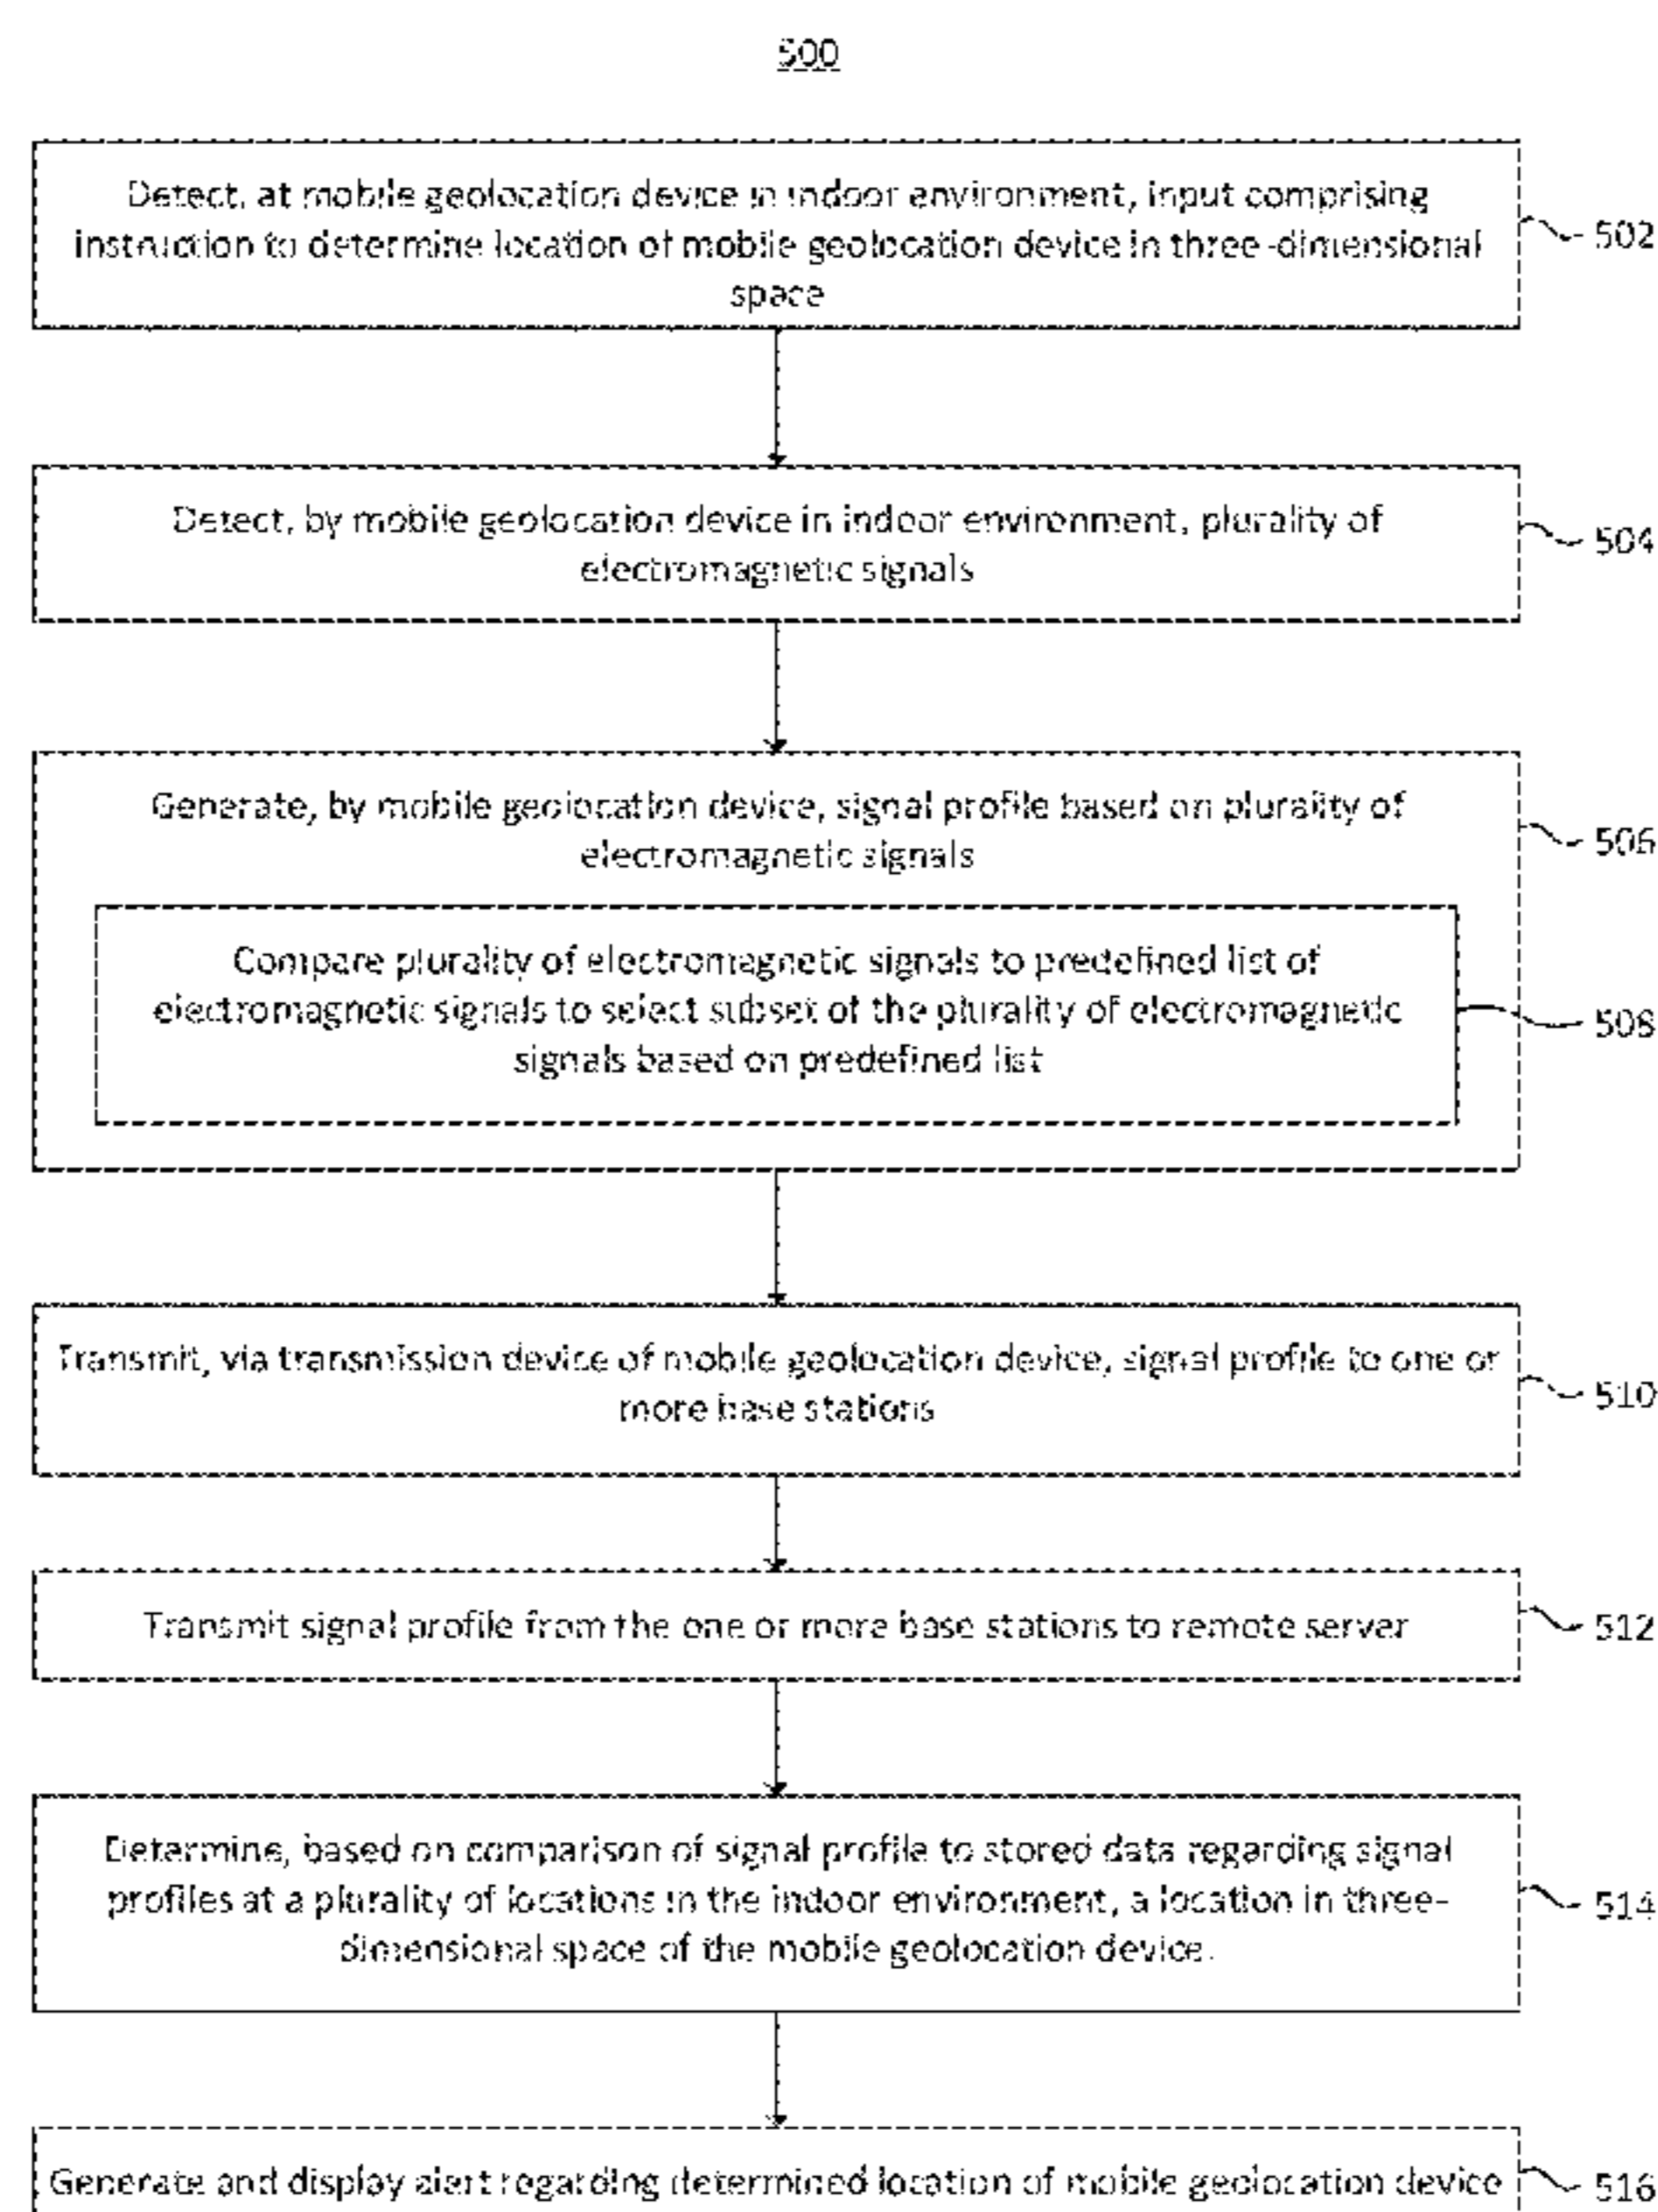 500
Detect, at mobile geolocation device in indoor environment, input comprising
instruction to determine location of mobile geolocation device in three-dimensional
space
502
Detect, by mobile geolocation device in indoor environment, plurality of
electromagnetic signals
504
Generate, by mobile geolocation device, signal profile based on plurality of
electromagnetic signals
506
Compare plurality of electromagnetic signals to predefined list of
electromagnetic signals to select subset of the plurality of electromagnetic
signals based on predefined list
508
Transmit, via transmission device of mobile geolocation device, signal profile to one or
more base stations
510
Transmit signal profile from the one or more base stations to remote server
512
Determine, based on comparison of signal profile to stored data regarding signal
profiles at a plurality of locations in the indoor environment, a location in three-
dimensional space of the mobile geolocation device.
514
Generate and display alert regarding determined location of mobile geolocation device
516